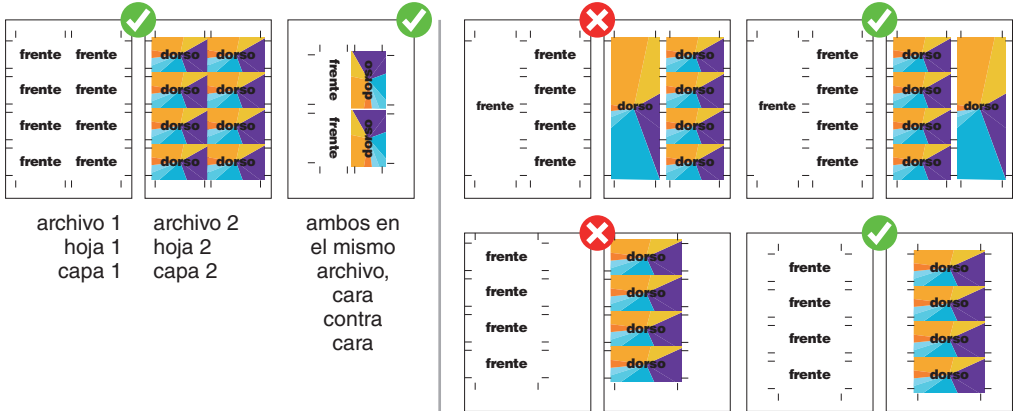 frente frente
frente frente
frente frente
frente frente
dorso dorso
dorso dorso
dorso dorso
dorso dorso
frente dorso
frente dorso
archivo 1
hoja 1
capa 1
archivo 2
hoja 2
capa 2
ambos en
el mismo
archivo,
cara
contra
cara
frente
frente
frente
frente
frente
dorso
dorso
dorso
dorso
dorso
frente
frente
frente
frente
frente
dorso
dorso
dorso
dorso
dorso
frente
frente
frente
frente
dorso
dorso
dorso
dorso
frente
frente
frente
frente
dorso
dorso
dorso
dorso